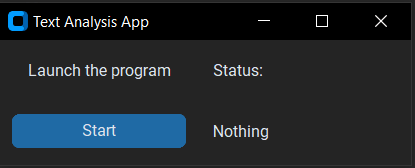 Text Analysis App
Launch the program
Status:
Start
Nothing